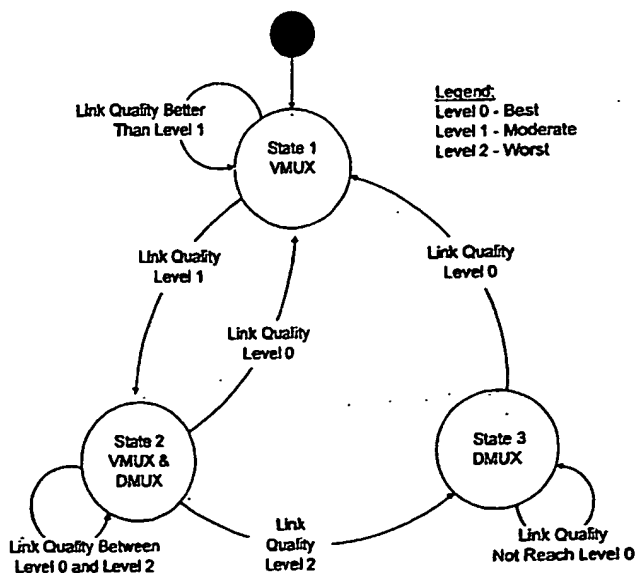 Link Quality Better
Than Level 1
Legend:
Level 0 - Best
Level 1 - Moderate
Level 2 - Worst
State 1
VMUX
Link Quality
Level 1
Link Quality
Level 0
Link Quality
Level 0
State 2
VMUX &
DMUX
State 3
DMUX
Link Quality Between
Level 0 and Level 2
Link
Quality
Level 2
Link Quality
Not Reach Level 0